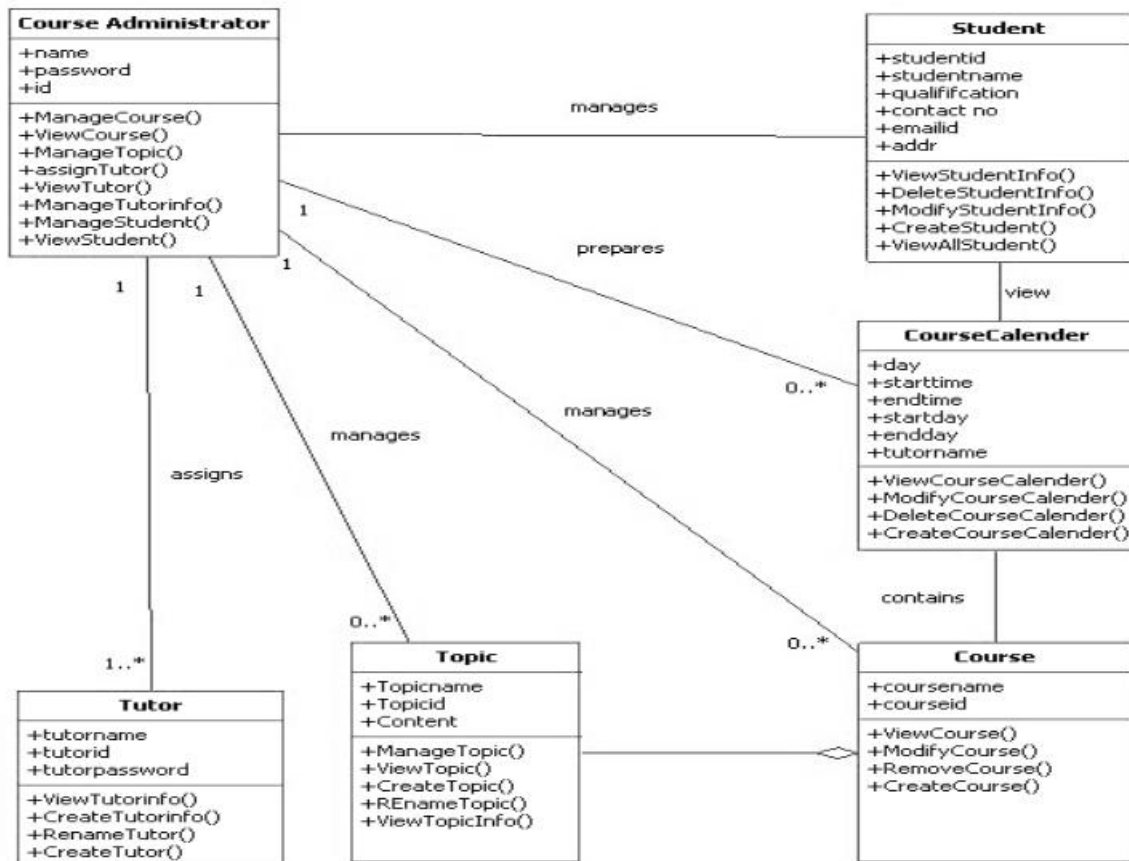 Course Administrator
+name
+password
+id
+ManageCourse()
+ViewCourse()
+ManageTopic()
+assignTutor()
+ViewTutor()
+ManageTutorinfo()
+ManageStudent()
+ViewStudent()
manages
Student
+studentid
+studentname
+qualififcation
+contact no
+emailid
+addr
+ViewStudentInfo()
+DeleteStudentInfo()
+ModifyStudentInfo()
+CreateStudent()
+ViewAllStudent()
1
prepares
0..*
view
CourseCalender
+day
+starttime
+endtime
+startday
+endday
+tutorname
+ViewCourseCalender()
+ModifyCourseCalender()
+DeleteCourseCalender()
+CreateCourseCalender()
1
manages
0..*
contains
1
manages
0..*
1
assigns
1..*
Tutor
+tutorname
+tutorid
+tutorpassword
+ViewTutorinfo()
+CreateTutorinfo()
+RenameTutor()
+CreateTutor()
Topic
+Topicname
+Topicid
+Content
+ManageTopic()
+ViewTopic()
+CreateTopic()
+REnameTopic()
+ViewTopicInfo()
Course
+coursename
+courseid
+ViewCourse()
+ModifyCourse()
+RemoveCourse()
+CreateCourse()